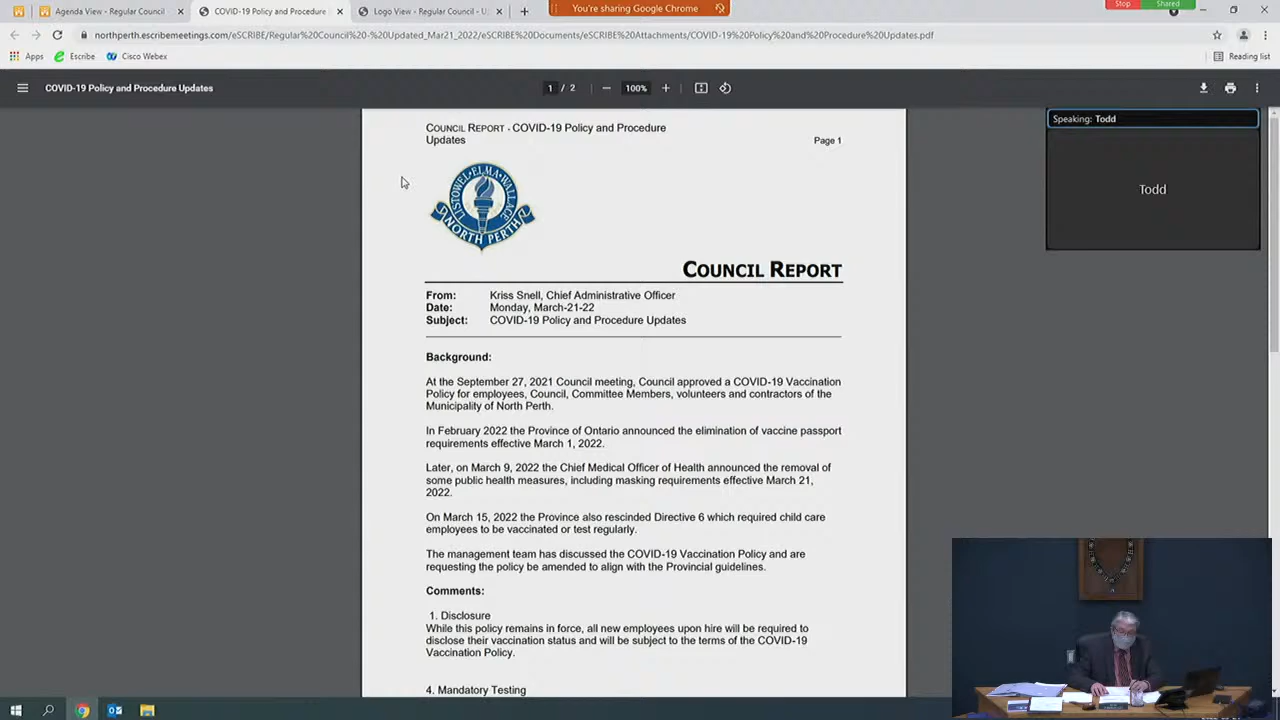 Agenda View - Regular Council
COVID-19 Policy and Procedure
Logo View - Regular Council - U
You're sharing Google Chrome
Stop
Shared
northperth.escribemeetings.com/eSCRIBE/Regular%20Council%20-%20Updated_Mar21_2022/eSCRIBE%20Documents/eSCRIBE%20Attachments/COVID-19%20Policy%20and%20Procedure%20Updates.pdf
Apps
Escribe
Cisco Webex
Reading list
COVID-19 Policy and Procedure Updates
1 / 2
100%
COUNCIL REPORT - COVID-19 Policy and Procedure
Updates
Page 1
Speaking: Todd
Todd
LISTOWEL·ELMA·WALLACE
NORTH PERTH
COUNCIL REPORT
From: Kriss Snell, Chief Administrative Officer
Date: Monday, March-21-22
Subject: COVID-19 Policy and Procedure Updates
Background:
At the September 27, 2021 Council meeting, Council approved a COVID-19 Vaccination
Policy for employees, Council, Committee Members, volunteers and contractors of the
Municipality of North Perth.
In February 2022 the Province of Ontario announced the elimination of vaccine passport
requirements effective March 1, 2022.
Later, on March 9, 2022 the Chief Medical Officer of Health announced the removal of
some public health measures, including masking requirements effective March 21,
2022.
On March 15, 2022 the Province also rescinded Directive 6 which required child care
employees to be vaccinated or test regularly.
The management team has discussed the COVID-19 Vaccination Policy and are
requesting the policy be amended to align with the Provincial guidelines.
Comments:
1. Disclosure
While this policy remains in force, all new employees upon hire will be required to
disclose their vaccination status and will be subject to the terms of the COVID-19
Vaccination Policy.
4. Mandatory Testing